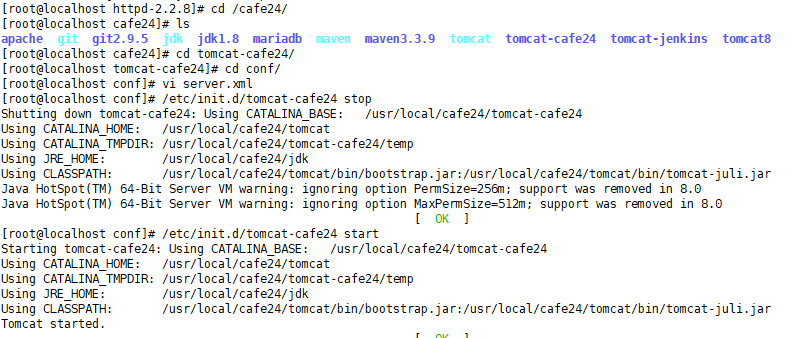 [root@localhost httpd-2.2.8]# cd /cafe24/
[root@localhost cafe24]# ls
apache  git  git2.9.5  jdk  jdk1.8  mariadb  maven  maven3.3.9  tomcat  tomcat-cafe24  tomcat-jenkins  tomcat8
[root@localhost cafe24]# cd tomcat-cafe24/
[root@localhost tomcat-cafe24]# cd conf/
[root@localhost conf]# vi server.xml
[root@localhost conf]# /etc/init.d/tomcat-cafe24 stop
Shutting down tomcat-cafe24: Using CATALINA_BASE:   /usr/local/cafe24/tomcat-cafe24
Using CATALINA_HOME:   /usr/local/cafe24/tomcat
Using CATALINA_TMPDIR: /usr/local/cafe24/tomcat-cafe24/temp
Using JRE_HOME:        /usr/local/cafe24/jdk
Using CLASSPATH:       /usr/local/cafe24/tomcat/bin/bootstrap.jar:/usr/local/cafe24/tomcat/bin/tomcat-juli.jar
Java HotSpot(TM) 64-Bit Server VM warning: ignoring option PermSize=256m; support was removed in 8.0
Java HotSpot(TM) 64-Bit Server VM warning: ignoring option MaxPermSize=512m; support was removed in 8.0
[  OK  ]
[root@localhost conf]# /etc/init.d/tomcat-cafe24 start
Starting tomcat-cafe24: Using CATALINA_BASE:   /usr/local/cafe24/tomcat-cafe24
Using CATALINA_HOME:   /usr/local/cafe24/tomcat
Using CATALINA_TMPDIR: /usr/local/cafe24/tomcat-cafe24/temp
Using JRE_HOME:        /usr/local/cafe24/jdk
Using CLASSPATH:       /usr/local/cafe24/tomcat/bin/bootstrap.jar:/usr/local/cafe24/tomcat/bin/tomcat-juli.jar
Tomcat started.
[  OK  ]